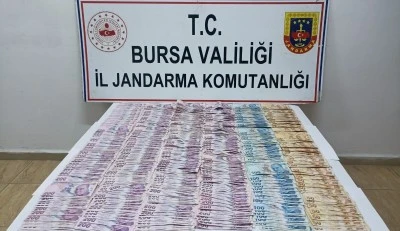 T.C.
BURSA VALİLİĞİ
İL JANDARMA KOMUTANLIĞI